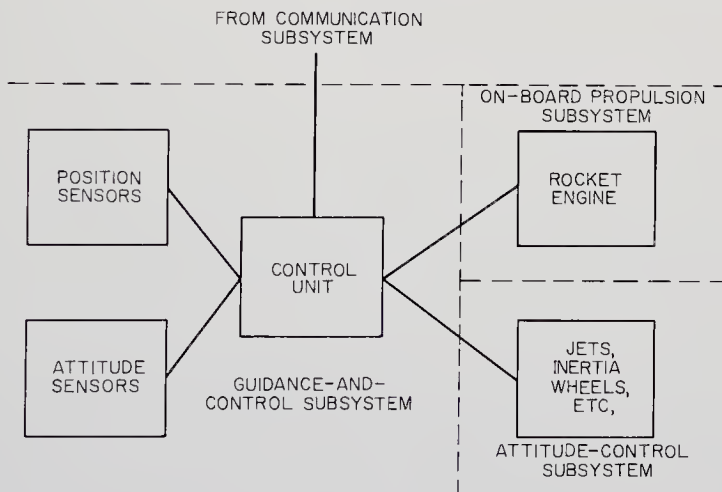 FROM COMMUNICATION
SUBSYSTEM
ON-BOARD PROPULSION
SUBSYSTEM
POSITION
SENSORS
ROCKET
ENGINE
CONTROL
UNIT
ATTITUDE
SENSORS
GUIDANCE-AND-
CONTROL SUBSYSTEM
JETS,
INERTIA
WHEELS,
ETC,
ATTITUDE-CONTROL
SUBSYSTEM